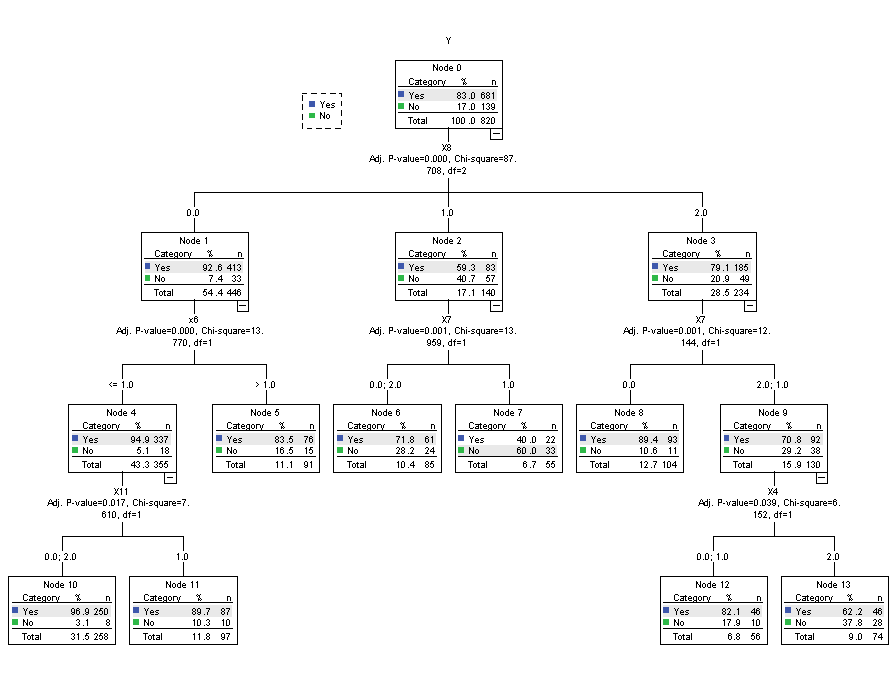 Y
Node 0
Category % n
Yes 83.0 681
No 17.0 139
Total 100.0 820
Yes
No
X8
Adj. P-value=0.000, Chi-square=87.
708, df=2
0.0 1.0 2.0
Node 1 Node 2 Node 3
Category % n Category % n Category % n
Yes 92.6 413 Yes 59.3 83 Yes 79.1 185
No 7.4 33 No 40.7 57 No 20.9 49
Total 54.4 446 Total 17.1 140 Total 28.5 234
x6 X7 X7
Adj. P-value=0.000, Chi-square=13. Adj. P-value=0.001, Chi-square=13. Adj. P-value=0.001, Chi-square=12.
770, df=1 959, df=1 144, df=1
<= 1.0 > 1.0 0.0; 2.0 1.0 0.0 2.0; 1.0
Node 4 Node 5 Node 6 Node 7 Node 8 Node 9
Category % n Category % n Category % n Category % n Category % n Category % n
Yes 94.9 337 Yes 83.5 76 Yes 71.8 61 Yes 40.0 22 Yes 89.4 93 Yes 70.8 92
No 5.1 18 No 16.5 15 No 28.2 24 No 60.0 33 No 10.6 11 No 29.2 38
Total 43.3 355 Total 11.1 91 Total 10.4 85 Total 6.7 55 Total 12.7 104 Total 15.9 130
X11 X4
Adj. P-value=0.017, Chi-square=7. Adj. P-value=0.039, Chi-square=6.
610, df=1 152, df=1
0.0; 2.0 1.0 0.0; 1.0 2.0
Node 10 Node 11 Node 12 Node 13
Category % n Category % n Category % n Category % n
Yes 96.9 250 Yes 89.7 87 Yes 82.1 46 Yes 62.2 46
No 3.1 8 No 10.3 10 No 17.9 10 No 37.8 28
Total 31.5 258 Total 11.8 97 Total 6.8 56 Total 9.0 74